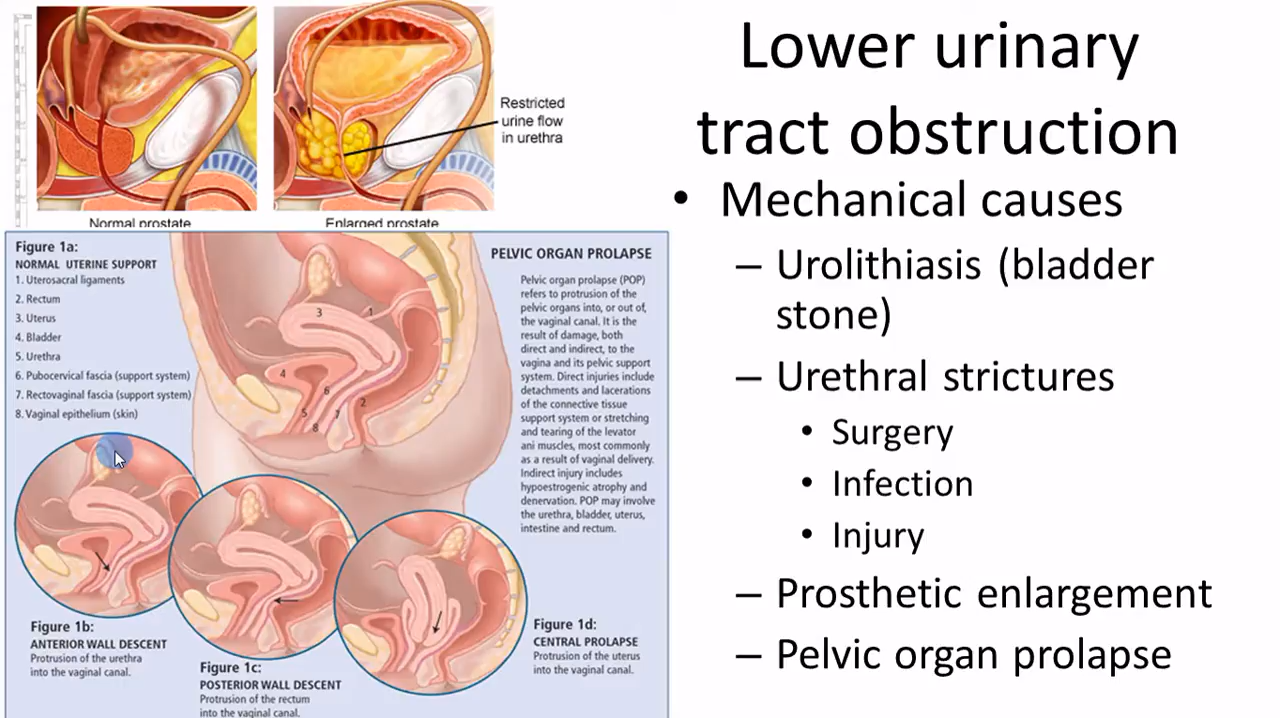 Lower urinary
tract obstruction
• Mechanical causes
– Urolithiasis (bladder
stone)
– Urethral strictures
• Surgery
• Infection
• Injury
– Prosthetic enlargement
– Pelvic organ prolapse
Restricted
urine flow
in urethra
Normal prostate
Enlarged prostate
Figure 1a:
NORMAL UTERINE SUPPORT
1. Uterosacral ligaments
2. Rectum
3. Uterus
4. Bladder
5. Urethra
6. Pubocervical fascia (support system)
7. Rectovaginal fascia (support system)
8. Vaginal epithelium (skin)
3
1
4
6
2
5
7
8
PELVIC ORGAN PROLAPSE
Pelvic organ prolapse (POP)
refers to protrusion of the
pelvic organs into, or out of,
the vaginal canal. It is the
result of damage, both
direct and indirect, to the
vagina and its pelvic support
system. Direct injuries include
detachments and lacerations
of the connective tissue
support system or stretching
and tearing of the levator
ani muscles, most commonly
as a result of vaginal delivery.
Indirect injury includes
hypoestrogenic atrophy and
denervation. POP may involve
the urethra, bladder, uterus,
intestine and rectum.
Figure 1b:
ANTERIOR WALL DESCENT
Protrusion of the urethra
into the vaginal canal.
Figure 1c:
POSTERIOR WALL DESCENT
Protrusion of the rectum
into the vaginal canal.
Figure 1d:
CENTRAL PROLAPSE
Protrusion of the uterus
into the vaginal canal.